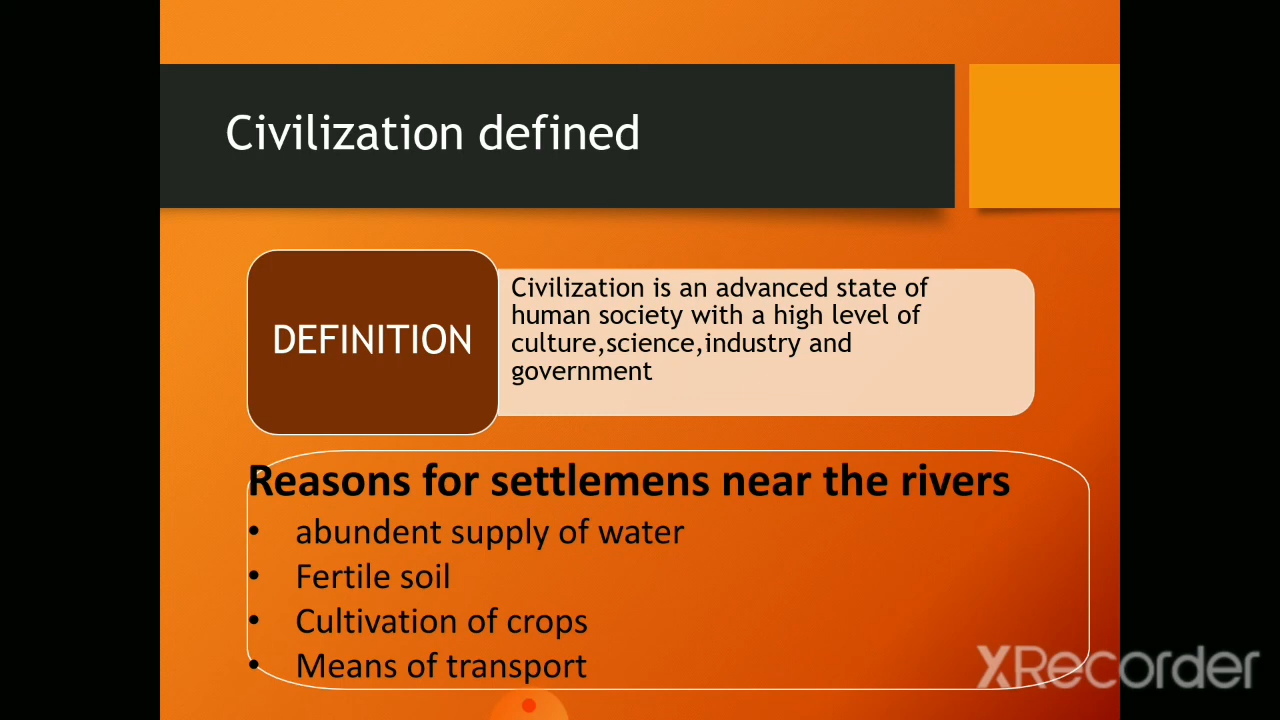 Civilization defined
DEFINITION
Civilization is an advanced state of
human society with a high level of
culture,science,industry and
government
Reasons for settlemens near the rivers
• abundent supply of water
• Fertile soil
• Cultivation of crops
• Means of transport
XRecorder